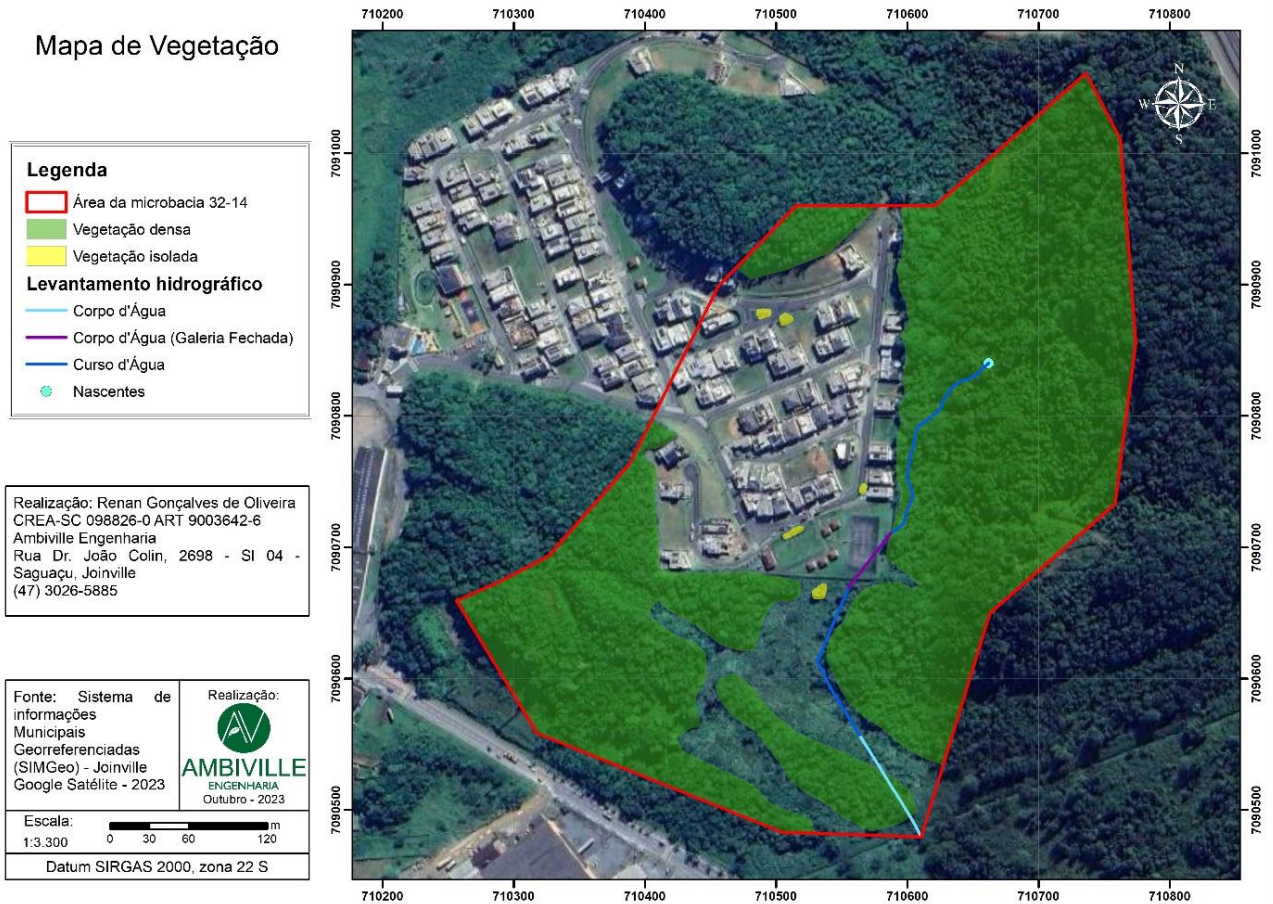 Mapa de Vegetação
Legenda
Área da microbacia 32-14
Vegetação densa
Vegetação isolada
Levantamento hidrográfico
Corpo d'Água
Corpo d'Água (Galeria Fechada)
Curso d'Água
Nascentes
Realização: Renan Gonçalves de Oliveira
CREA-SC 098826-0 ART 9003642-6
Ambiville Engenharia
Rua Dr. João Colin, 2698 - Sl 04 -
Saguaçu, Joinville
(47) 3026-5885
Fonte: Sistema de
informações
Municipais
Georreferenciadas
(SIMGeo) - Joinville
Google Satélite - 2023
Realização:
AV
AMBIVILLE
ENGENHARIA
Outubro - 2023
Escala:
1:3.300
0 30 60 120 m
Datum SIRGAS 2000, zona 22 S
710200 710300 710400 710500 710600 710700 710800
7091000
7090900
7090800
7090700
7090600
7090500
N
W E
S
7091000
7090900
7090800
7090700
7090600
7090500
710200 710300 710400 710500 710600 710700 710800